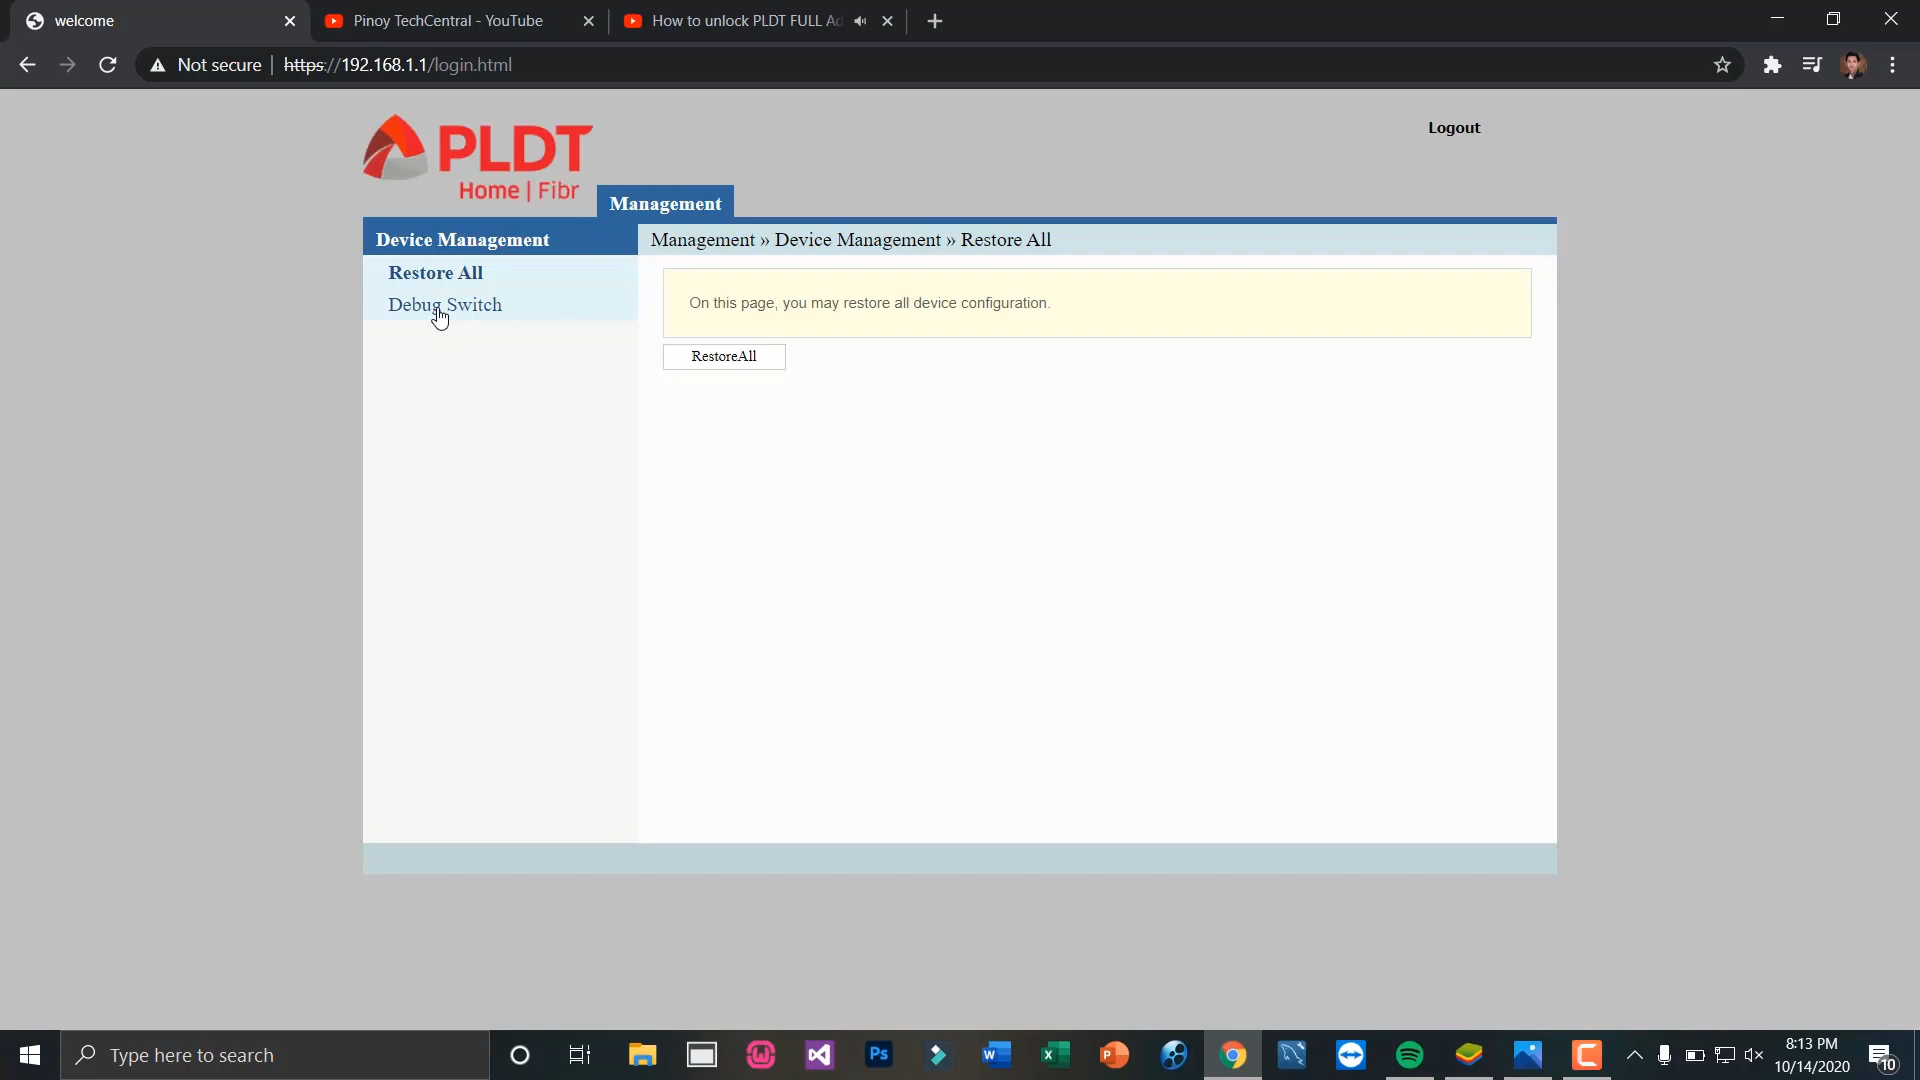 welcome
Pinoy TechCentral - YouTube
How to unlock PLDT FULL Ad
Not secure
https://192.168.1.1/login.html
PLDT
Home | Fibr
Logout
Management
Device Management
Management » Device Management » Restore All
Restore All
Debug Switch
On this page, you may restore all device configuration.
RestoreAll
Type here to search
Ps
W
X
P
8:13 PM
10/14/2020
10